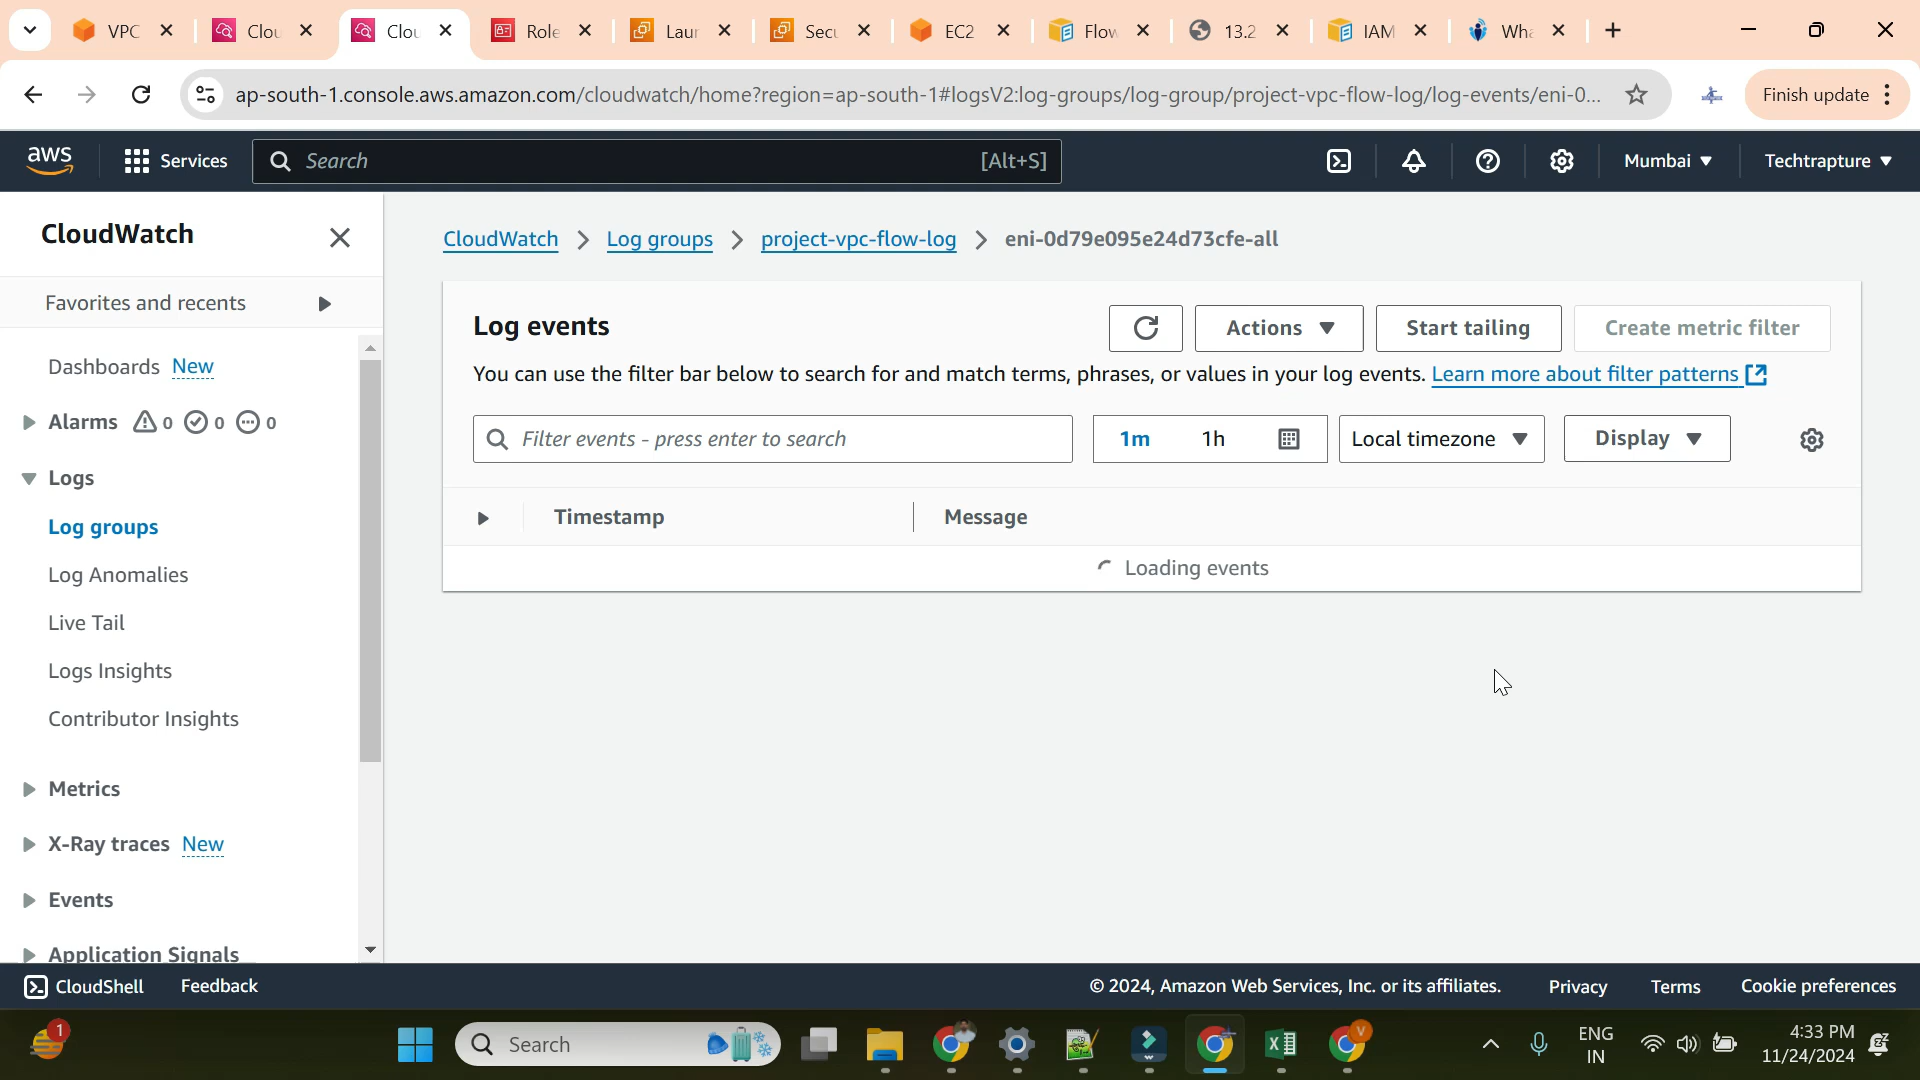 VPC
Clou
Clou
Role
Laun
Secu
EC2
Flow
13.2
IAM
Wha
ap-south-1.console.aws.amazon.com/cloudwatch/home?region=ap-south-1#logsV2:log-groups/log-group/project-vpc-flow-log/log-events/eni-0...
Finish update
aws
Services
Search
[Alt+S]
Mumbai
Techtrapture
CloudWatch
CloudWatch
Log groups
project-vpc-flow-log
eni-0d79e095e24d73cfe-all
Favorites and recents
Dashboards New
Alarms 0 0 0
Logs
Log groups
Log Anomalies
Live Tail
Logs Insights
Contributor Insights
Metrics
X-Ray traces New
Events
Application Signals
Log events
Actions
Start tailing
Create metric filter
You can use the filter bar below to search for and match terms, phrases, or values in your log events. Learn more about filter patterns
Filter events - press enter to search
1m
1h
Local timezone
Display
Timestamp
Message
Loading events
CloudShell
Feedback
© 2024, Amazon Web Services, Inc. or its affiliates.
Privacy
Terms
Cookie preferences
1
Search
V
ENG
IN
4:33 PM
11/24/2024